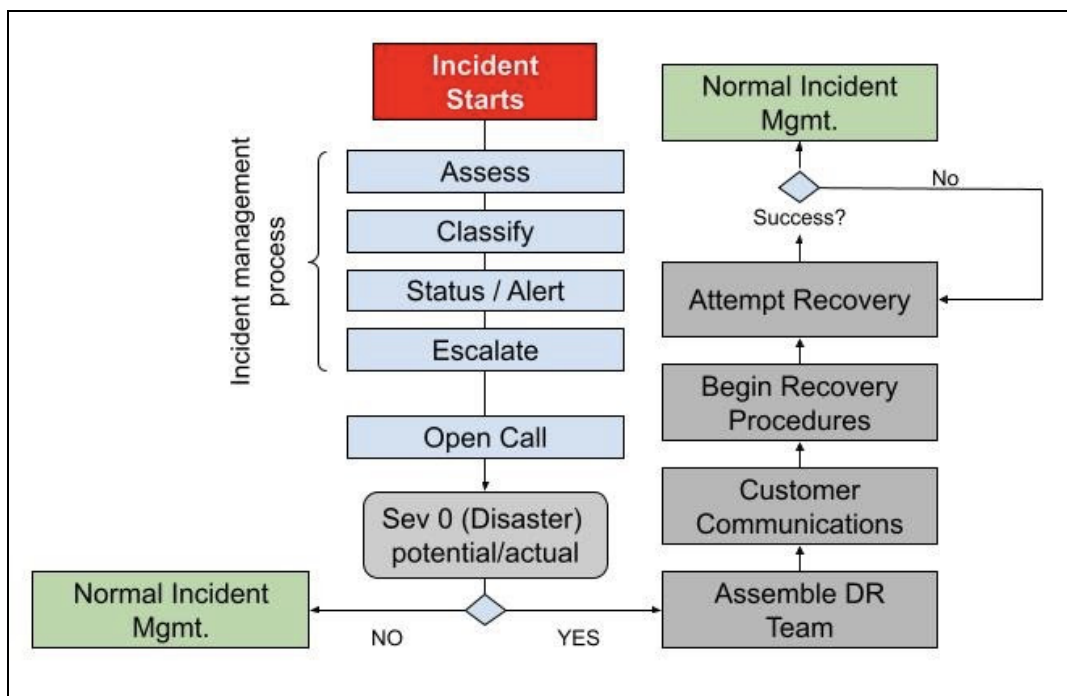 Incident
Starts
Incident management
process
Assess
Classify
Status / Alert
Escalate
Open Call
Sev 0 (Disaster)
potential/actual
NO
YES
Normal Incident
Mgmt.
Assemble DR
Team
Customer
Communications
Begin Recovery
Procedures
Attempt Recovery
Success?
No
Normal Incident
Mgmt.